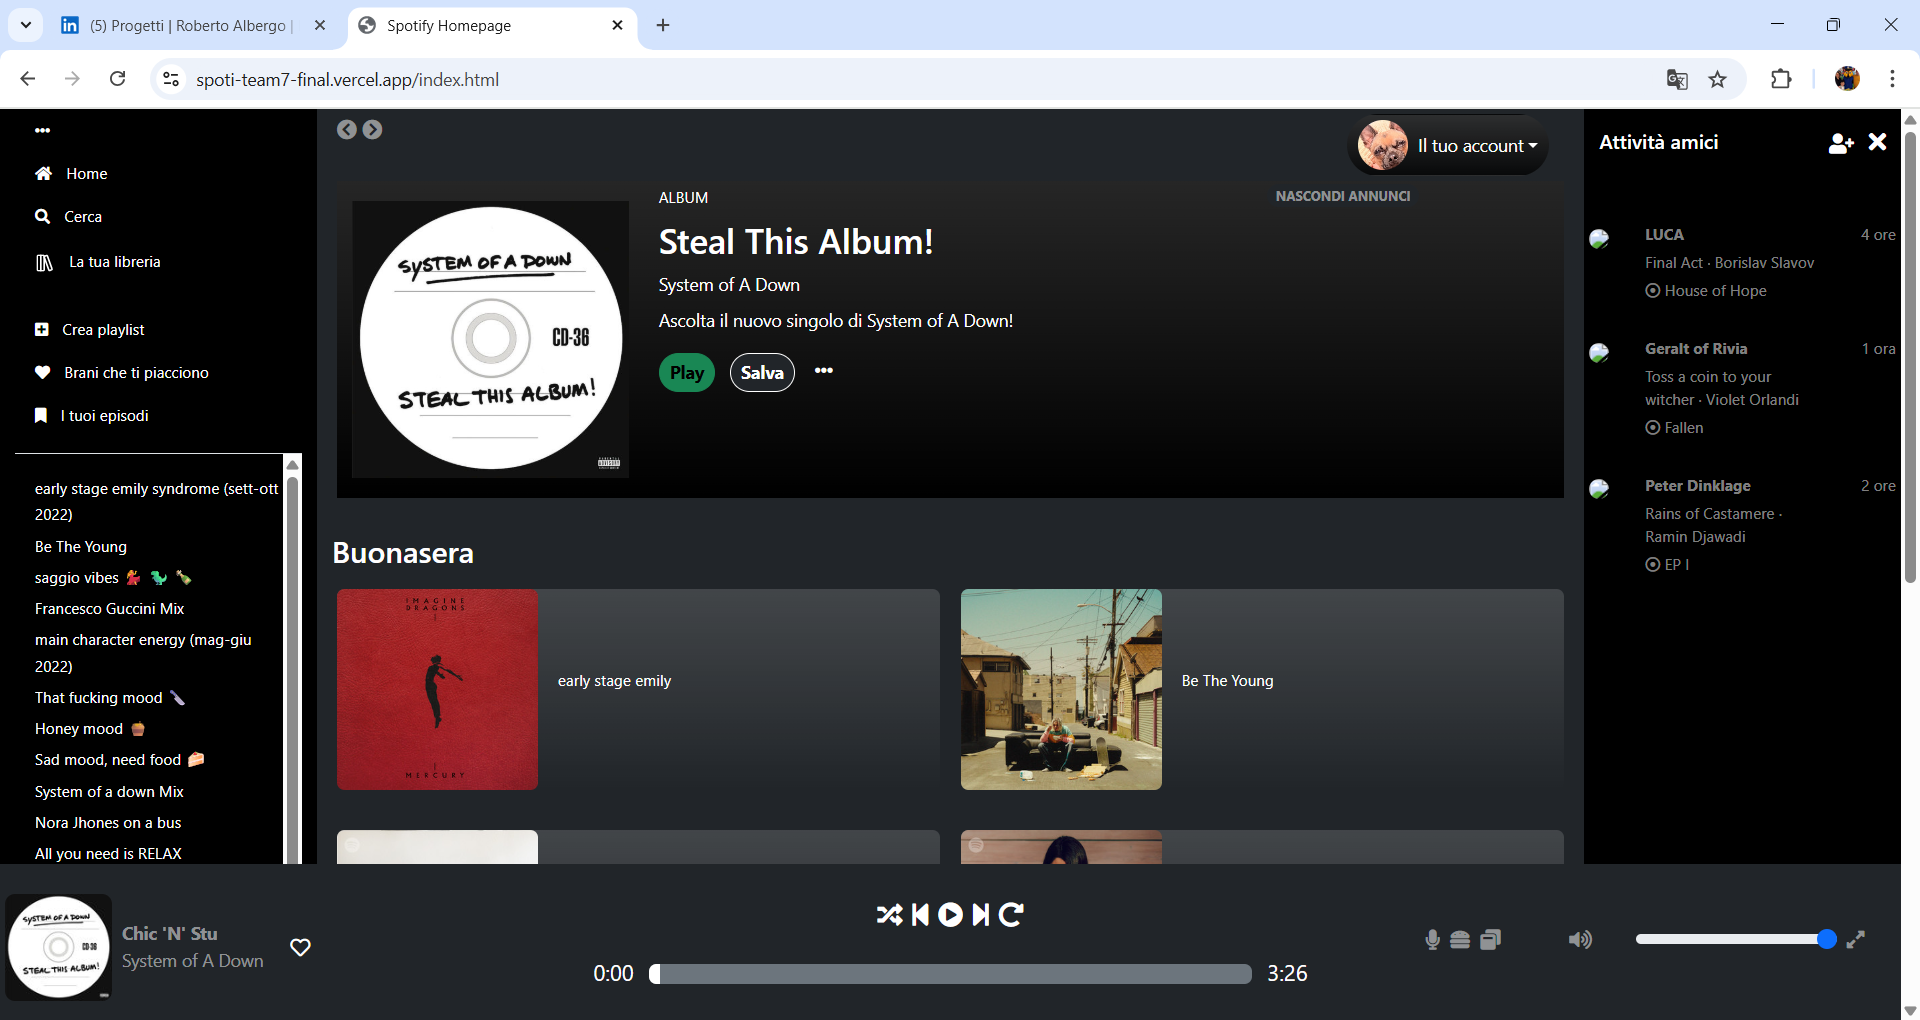 (5) Progetti | Roberto Albergo |
Spotify Homepage
spoti-team7-final.vercel.app/index.html
Home
Cerca
La tua libreria
Crea playlist
Brani che ti piacciono
I tuoi episodi
early stage emily syndrome (sett-ott
2022)
Be The Young
saggio vibes 💃 🦖 🍾
Francesco Guccini Mix
main character energy (mag-giu
2022)
That fucking mood 🔪
Honey mood 🧁
Sad mood, need food 🍰
System of a down Mix
Nora Jhones on a bus
All you need is RELAX
Il tuo account
ALBUM
NASCONDI ANNUNCI
Steal This Album!
System of A Down
Ascolta il nuovo singolo di System of A Down!
Play
Salva
SYSTEM OF A DOWN
CD-36
STEAL THIS ALBUM!
Buonasera
IMAGINE
DRAGONS
MERCURY
early stage emily
Be The Young
Attività amici
LUCA
4 ore
Final Act · Borislav Slavov
House of Hope
Geralt of Rivia
1 ora
Toss a coin to your
witcher · Violet Orlandi
Fallen
Peter Dinklage
2 ore
Rains of Castamere ·
Ramin Djawadi
EP I
SYSTEM OF A DOWN
CD-36
STEAL THIS ALBUM!
Chic 'N' Stu
System of A Down
0:00
3:26